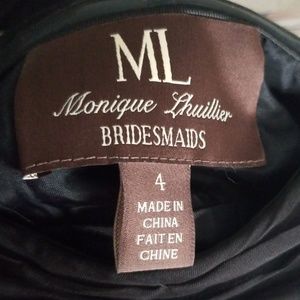 ML
Monique Lhuillier
BRIDESMAIDS
4
MADE IN
CHINA
FAIT EN
CHINE